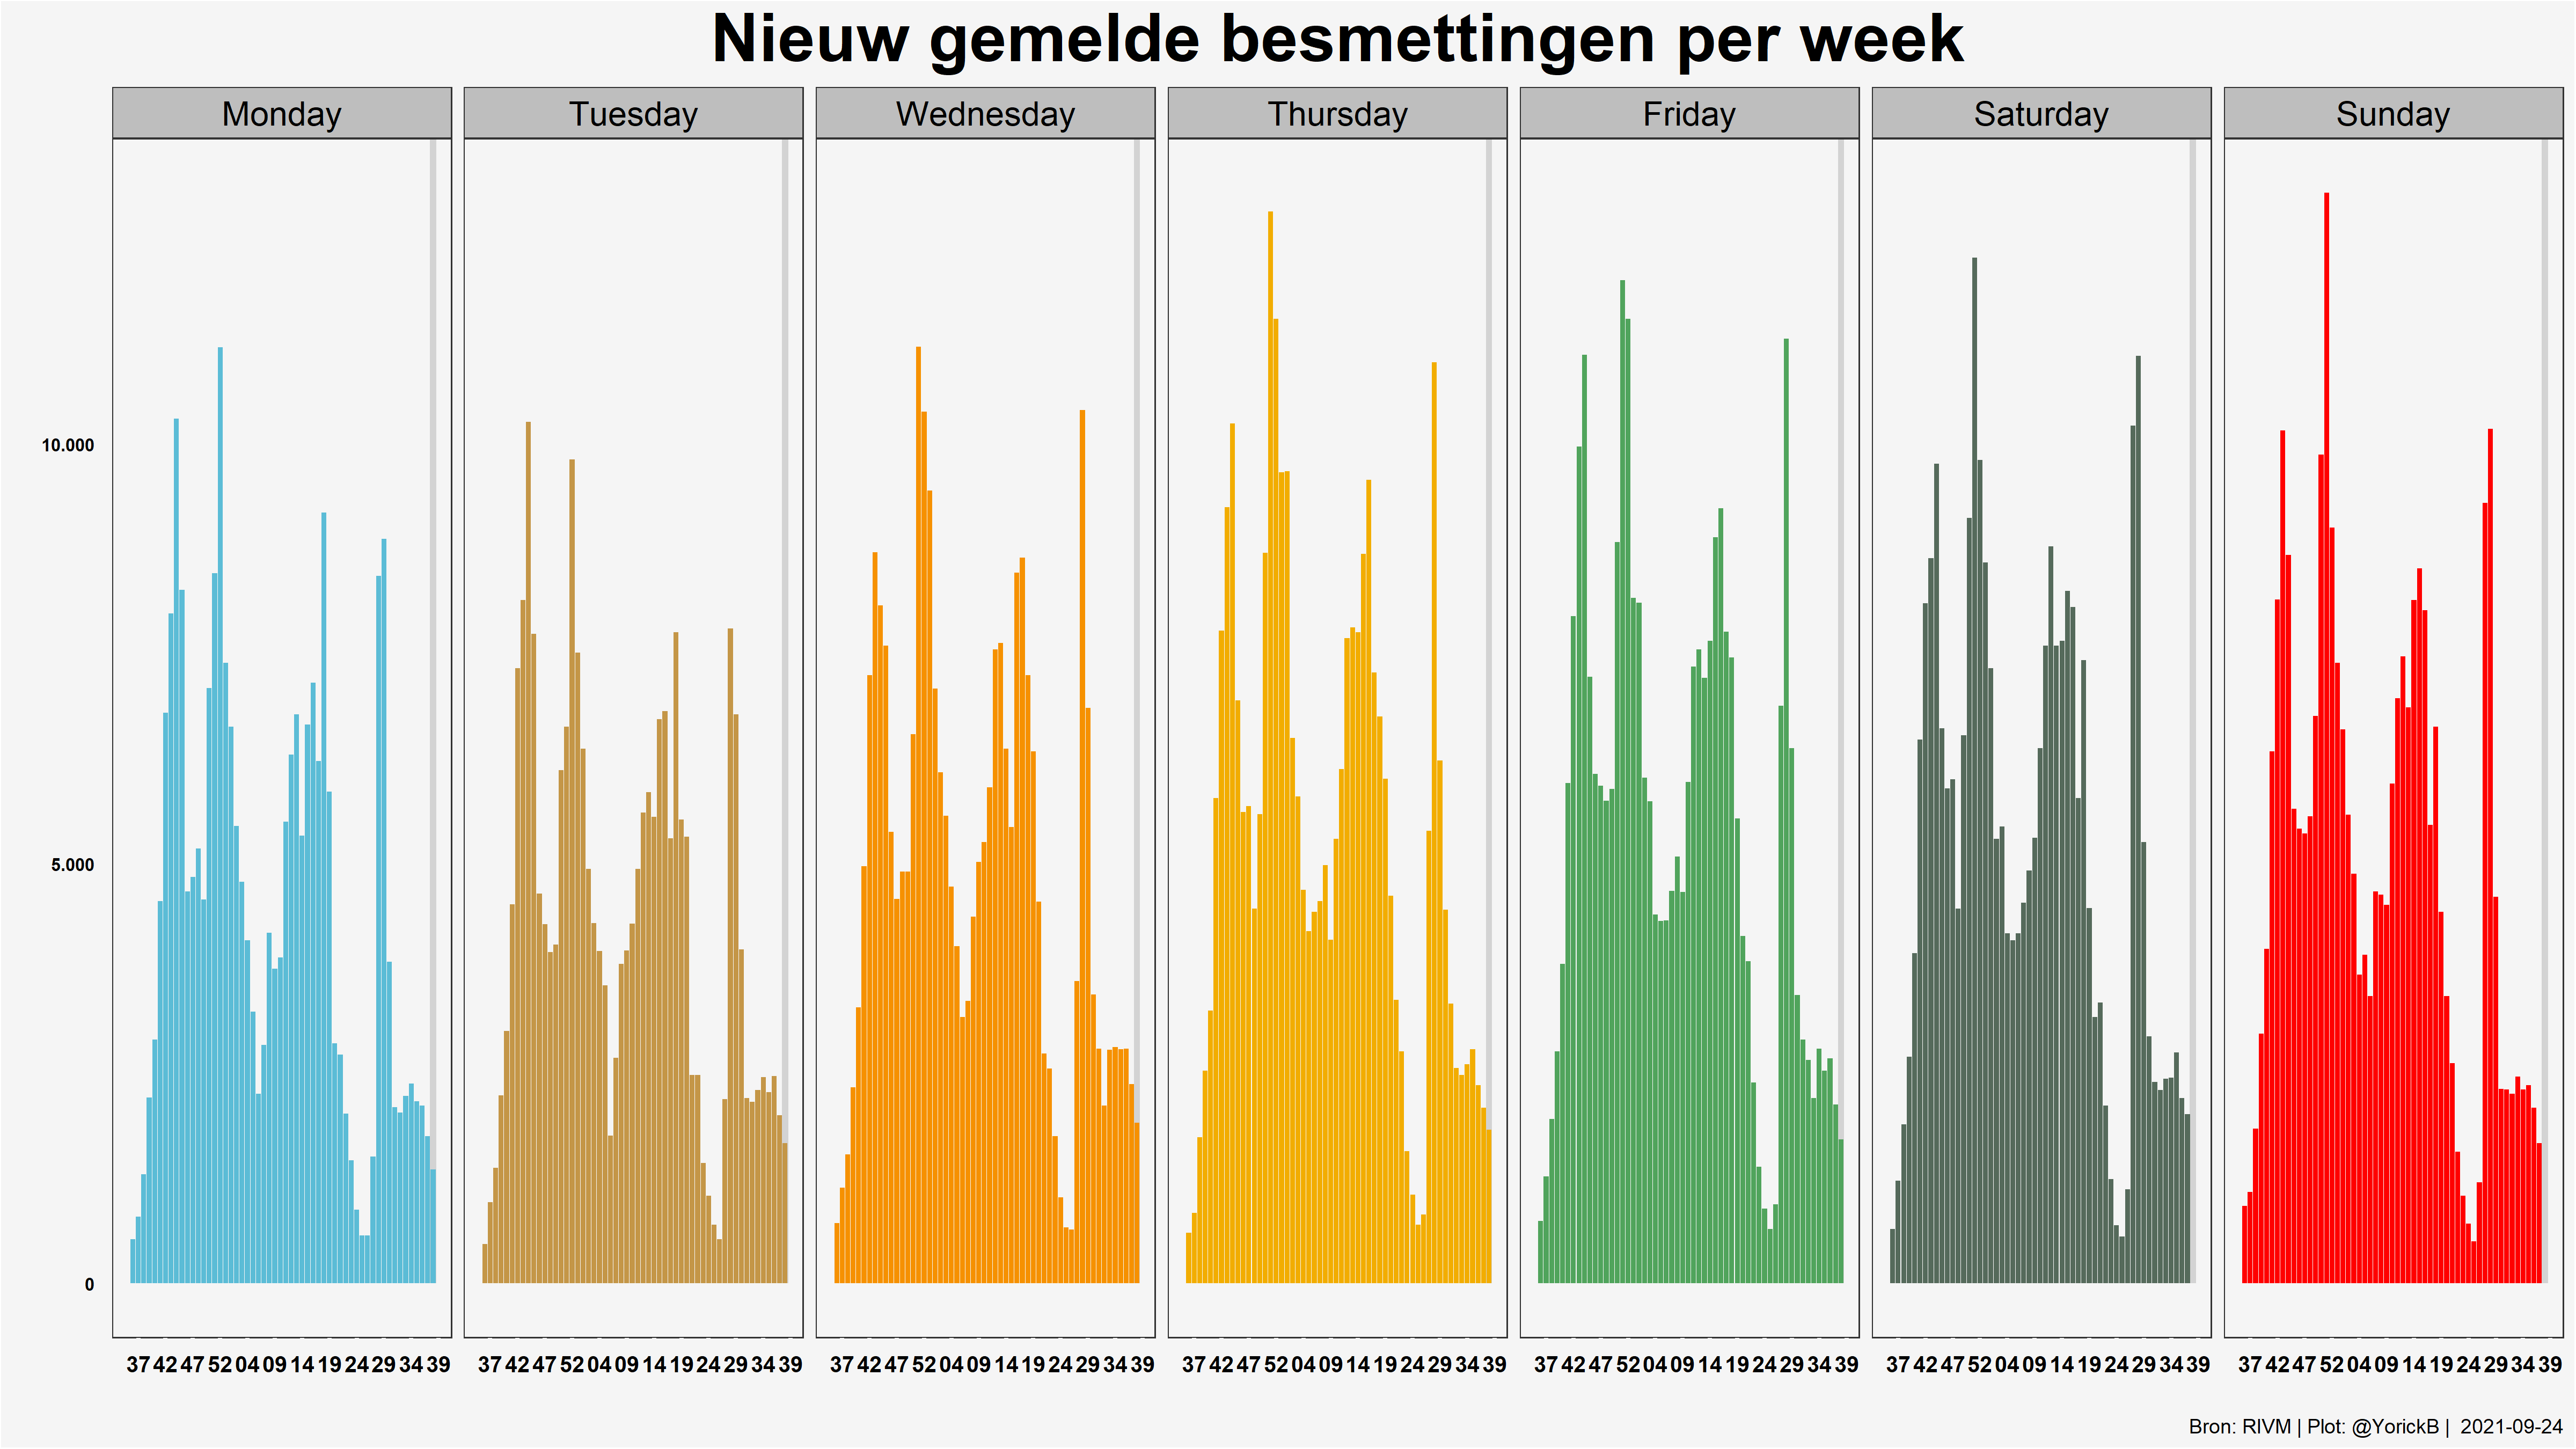 Nieuw gemelde besmettingen per week
Monday Tuesday Wednesday Thursday Friday Saturday Sunday
10.000
5.000
0
37 42 47 52 04 09 14 19 24 29 34 39 37 42 47 52 04 09 14 19 24 29 34 39 37 42 47 52 04 09 14 19 24 29 34 39 37 42 47 52 04 09 14 19 24 29 34 39 37 42 47 52 04 09 14 19 24 29 34 39 37 42 47 52 04 09 14 19 24 29 34 39 37 42 47 52 04 09 14 19 24 29 34 39
Bron: RIVM | Plot: @YorickB | 2021-09-24